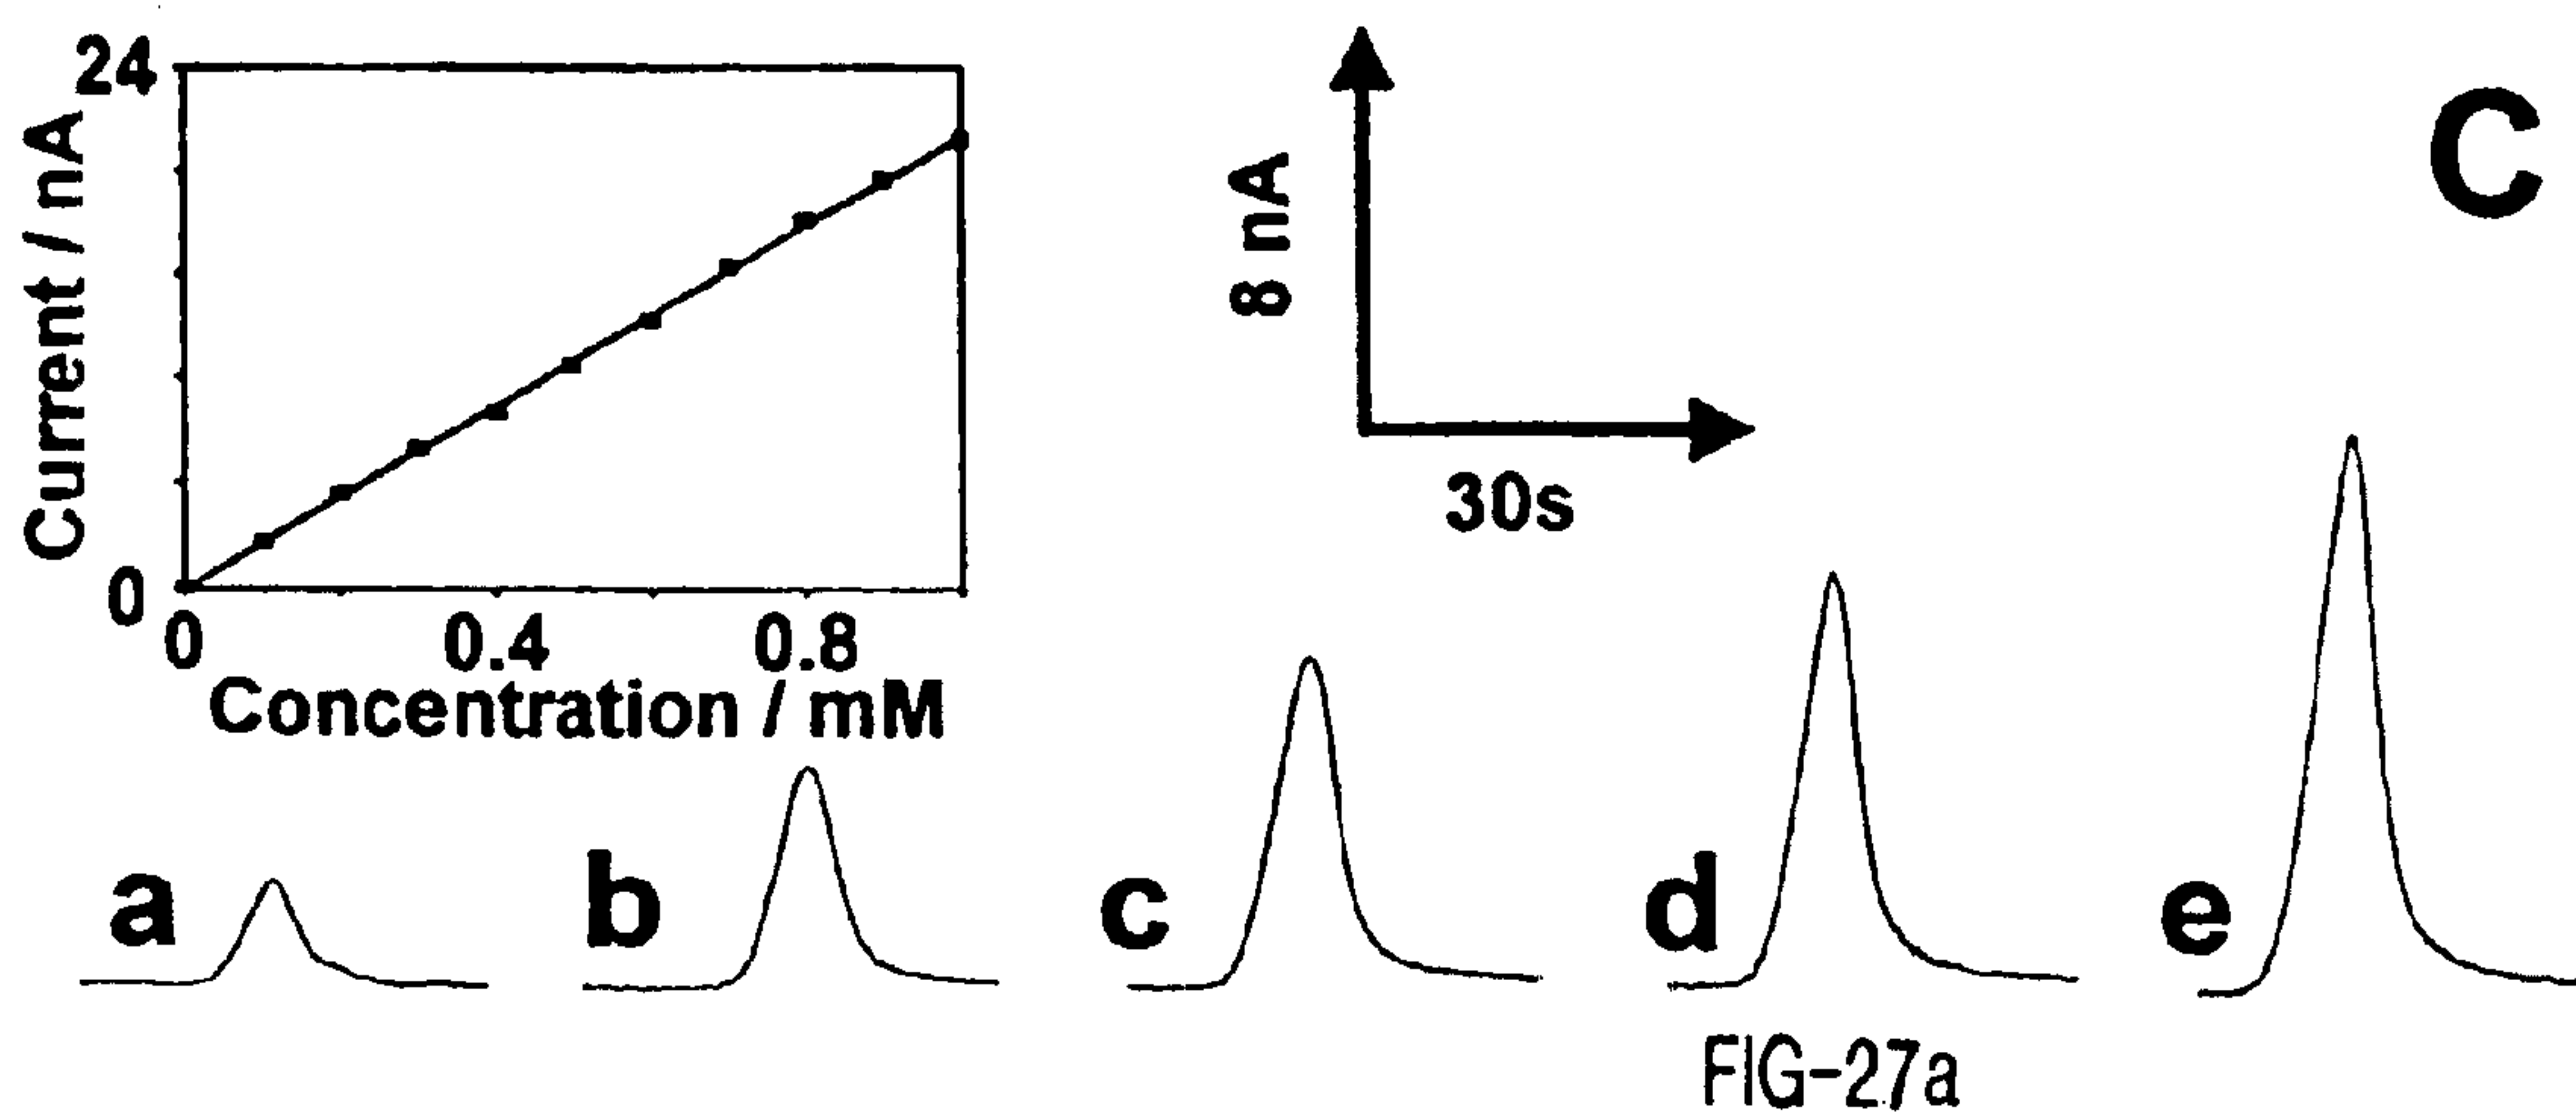 24
Current / nA
0
0
0.4
0.8
Concentration / mM
8 nA
30s
C
a
b
c
d
e
FIG-27a